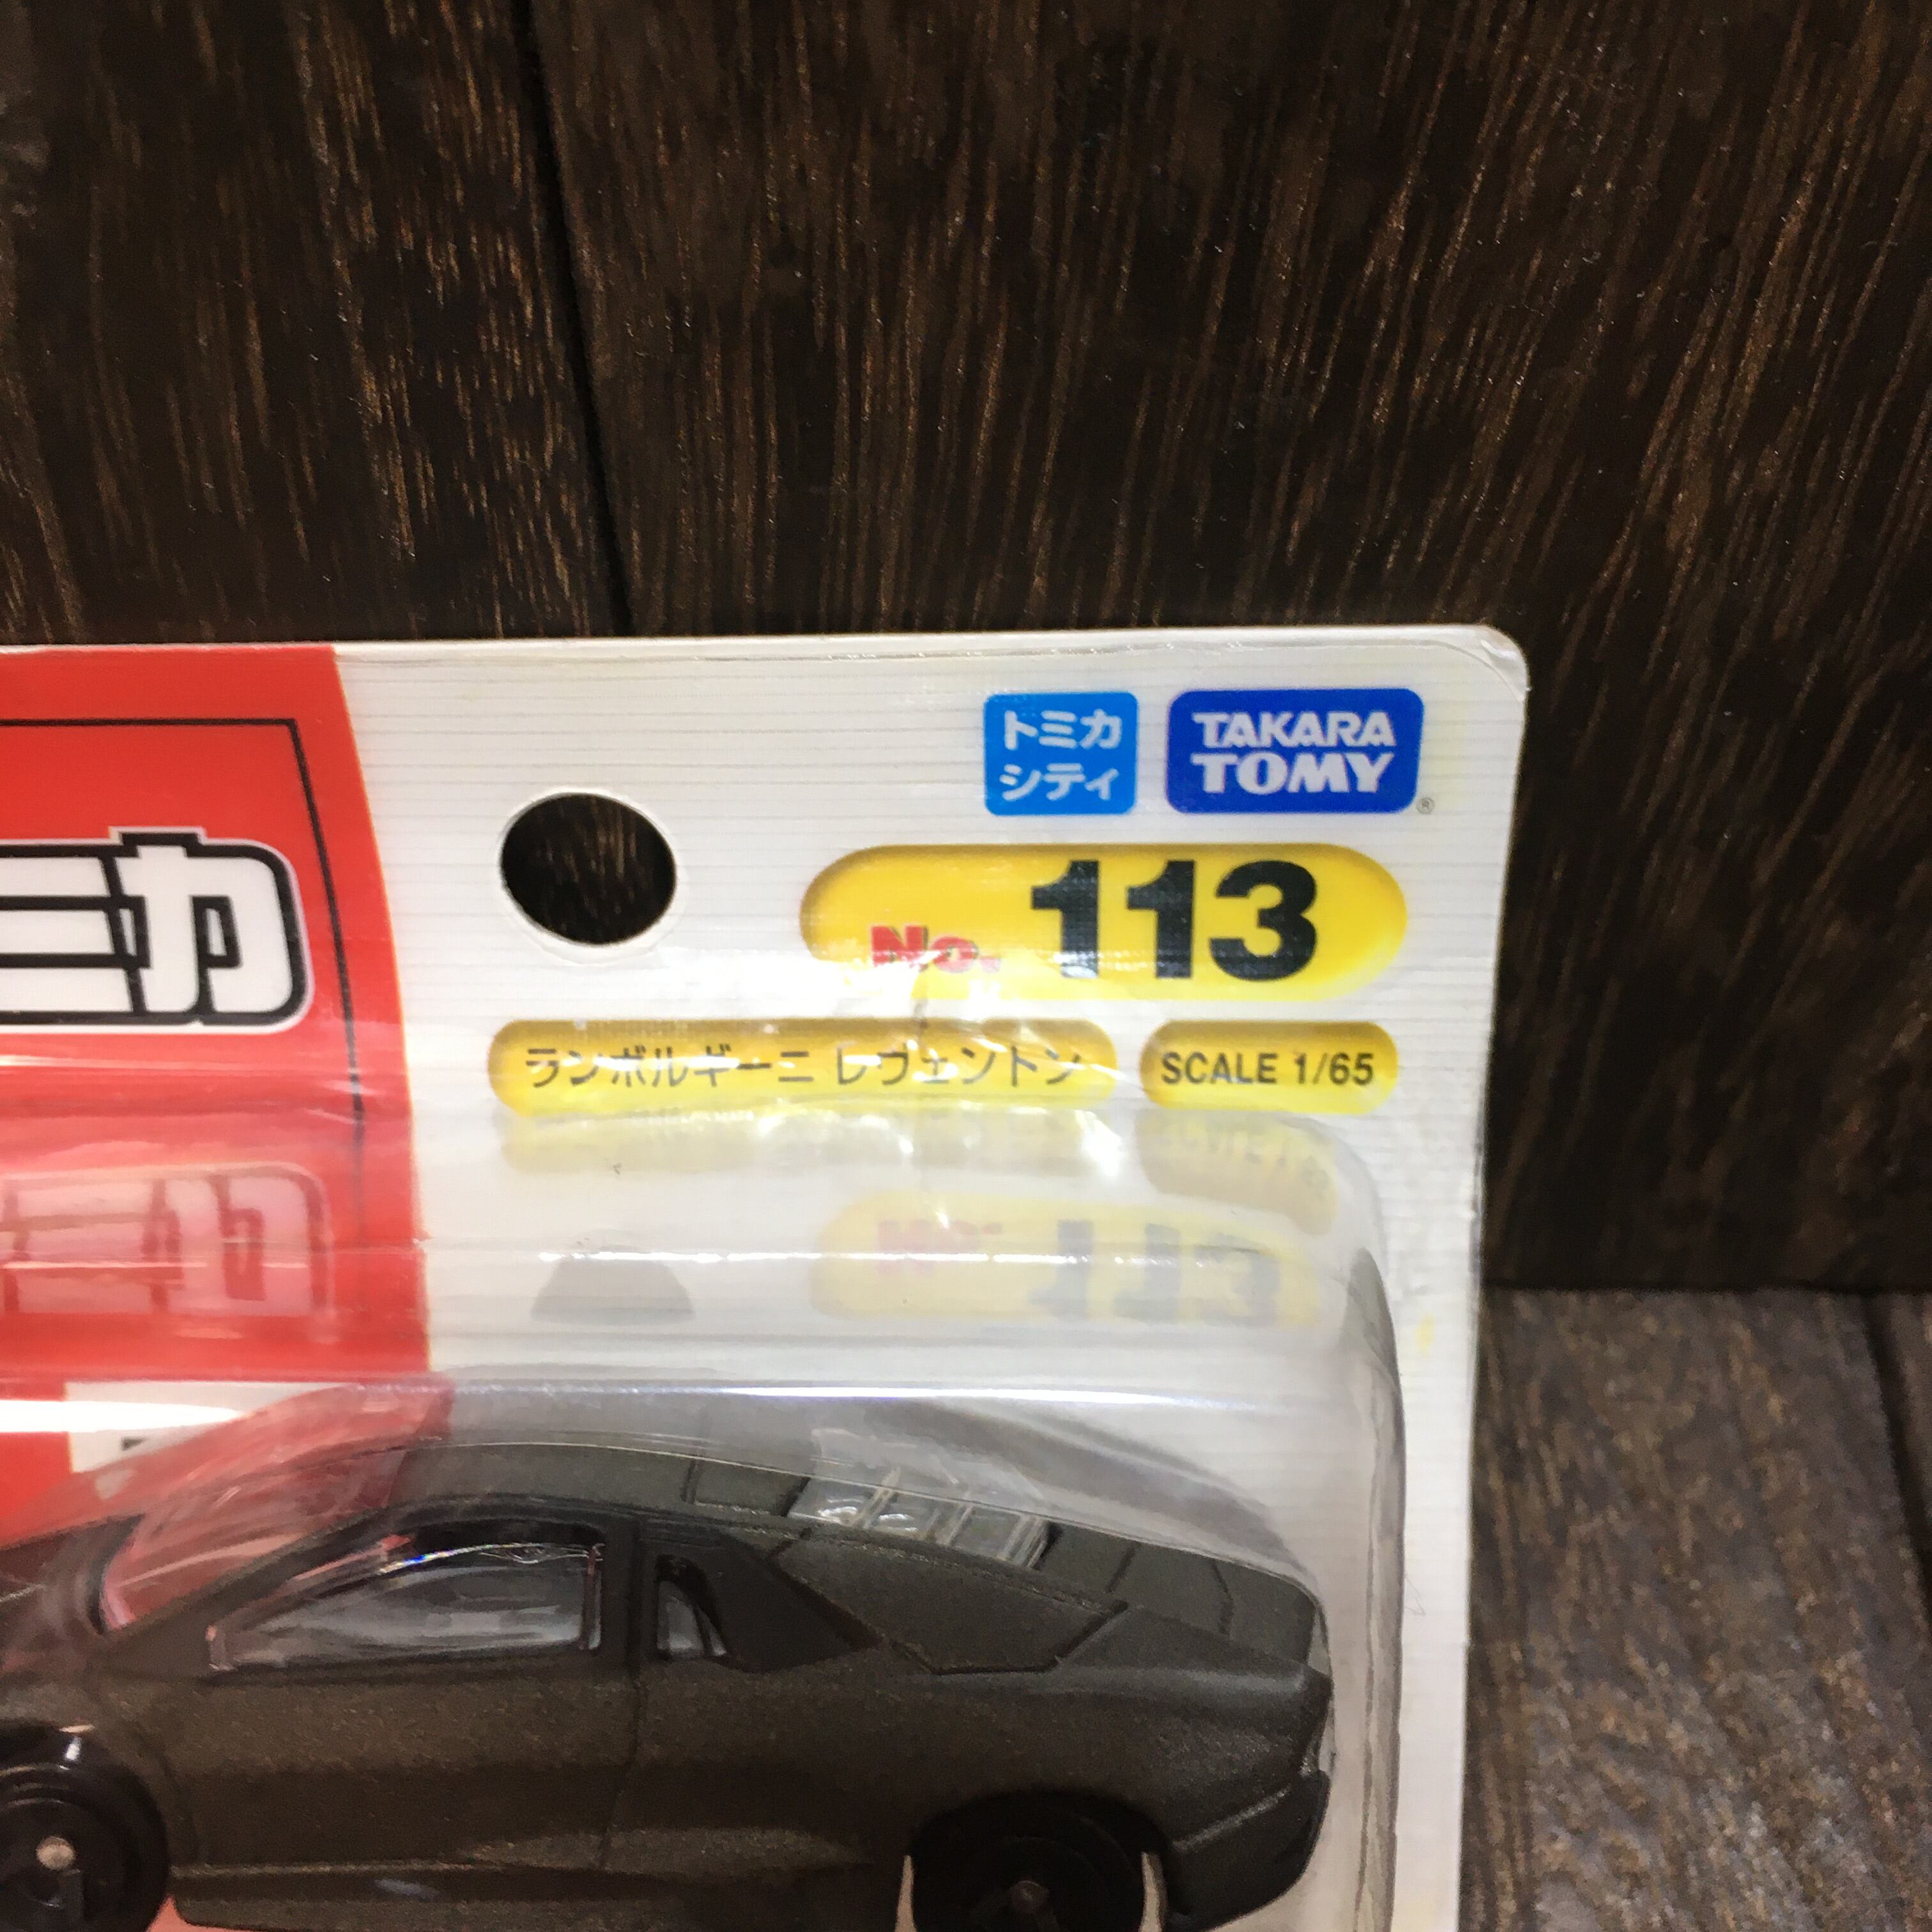 トミカ
シティ
TAKARA
TOMY
®
No. 113
ランボルギーニ レヴェントン
SCALE 1/65
ミカ